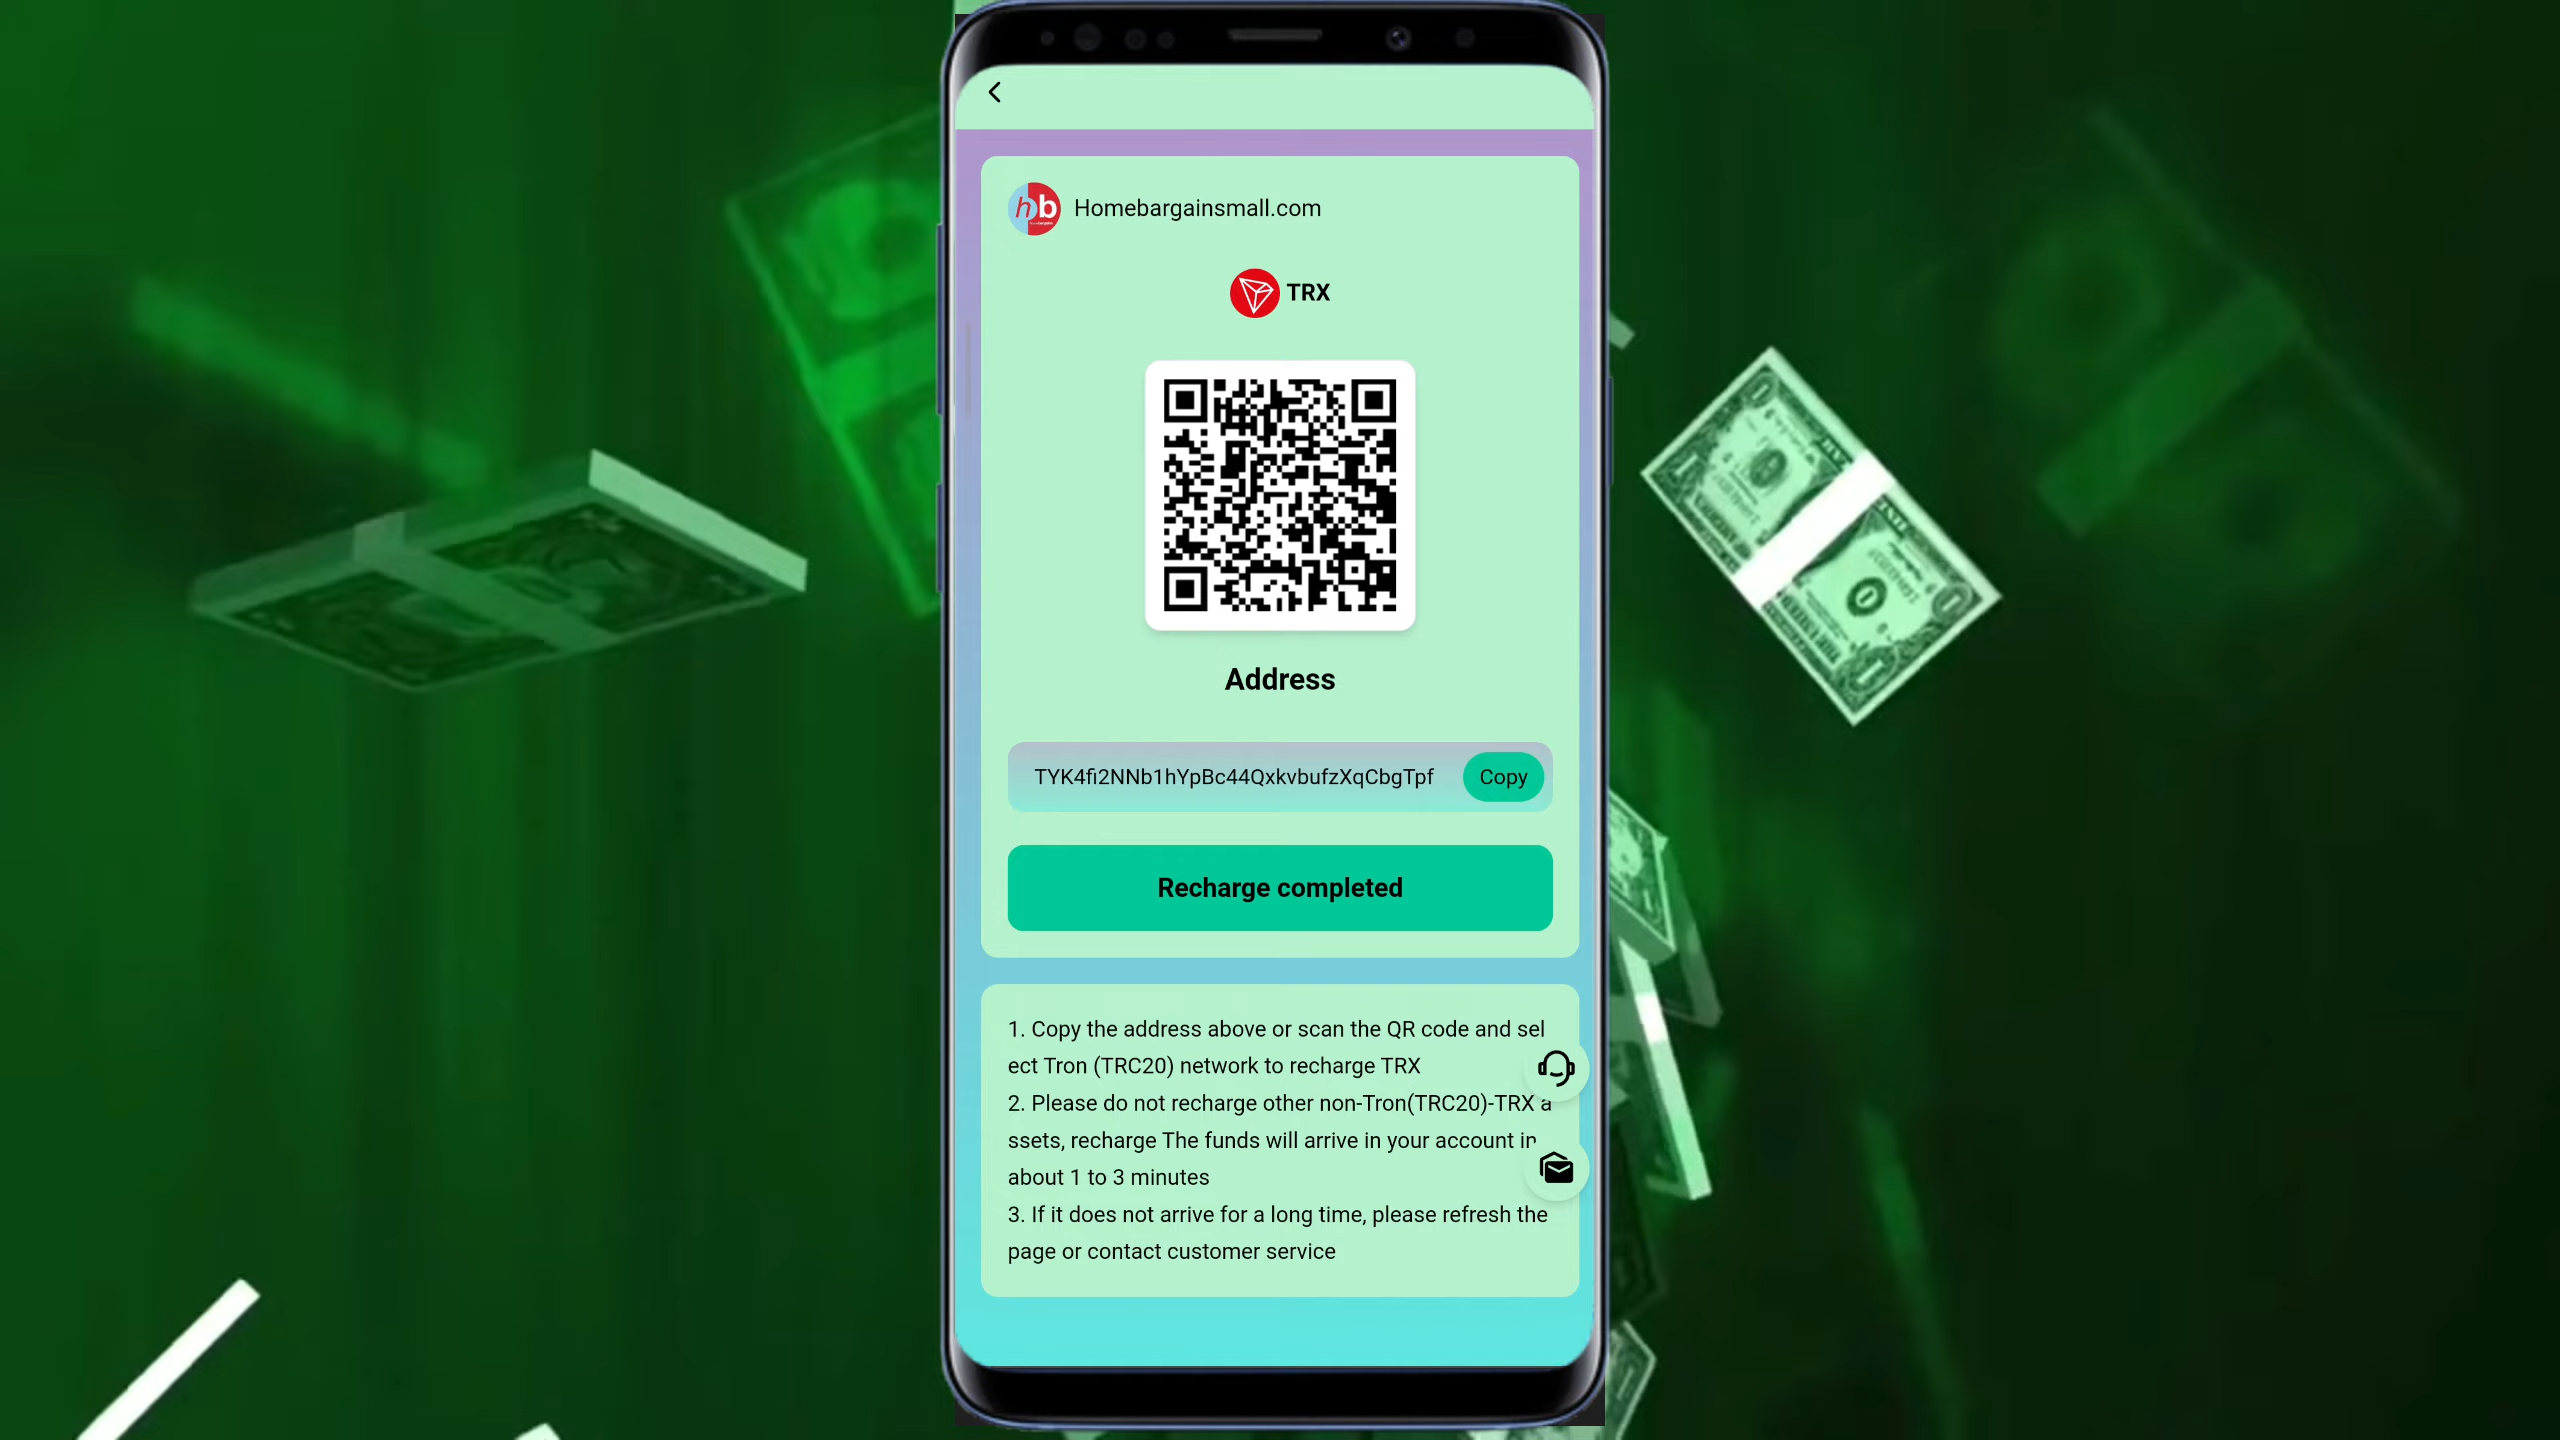 hb
Homebargainsmall.com
TRX
Address
TYK4fi2NNb1hYpBc44QxkvbufzXqCbgTpf
Copy
Recharge completed
1. Copy the address above or scan the QR code and sel
ect Tron (TRC20) network to recharge TRX
2. Please do not recharge other non-Tron(TRC20)-TRX a
ssets, recharge The funds will arrive in your account in
about 1 to 3 minutes
3. If it does not arrive for a long time, please refresh the
page or contact customer service